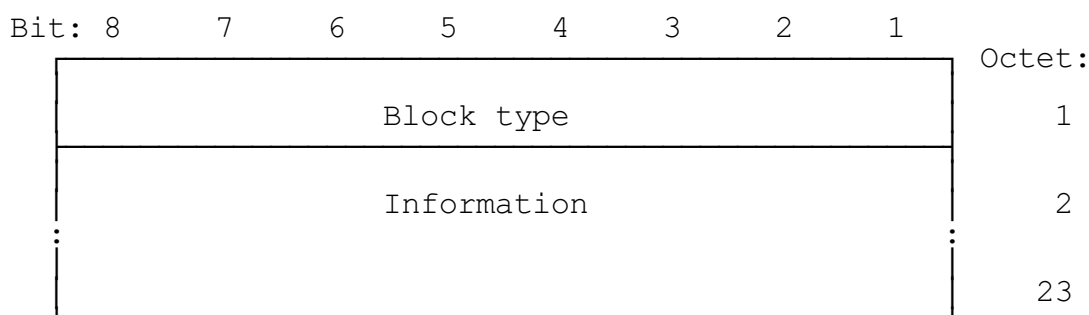 Bit: 8 7 6 5 4 3 2 1
Octet:
Block type 1
Information 2
: :
23